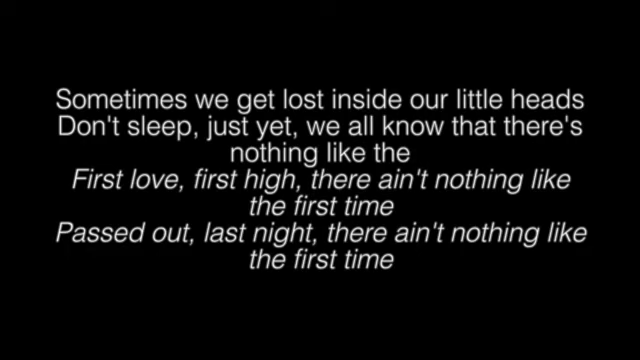 Sometimes we get lost inside our little heads
Don't sleep, just yet, we all know that there's
nothing like the
First love, first high, there ain't nothing like
the first time
Passed out, last night, there ain't nothing like
the first time